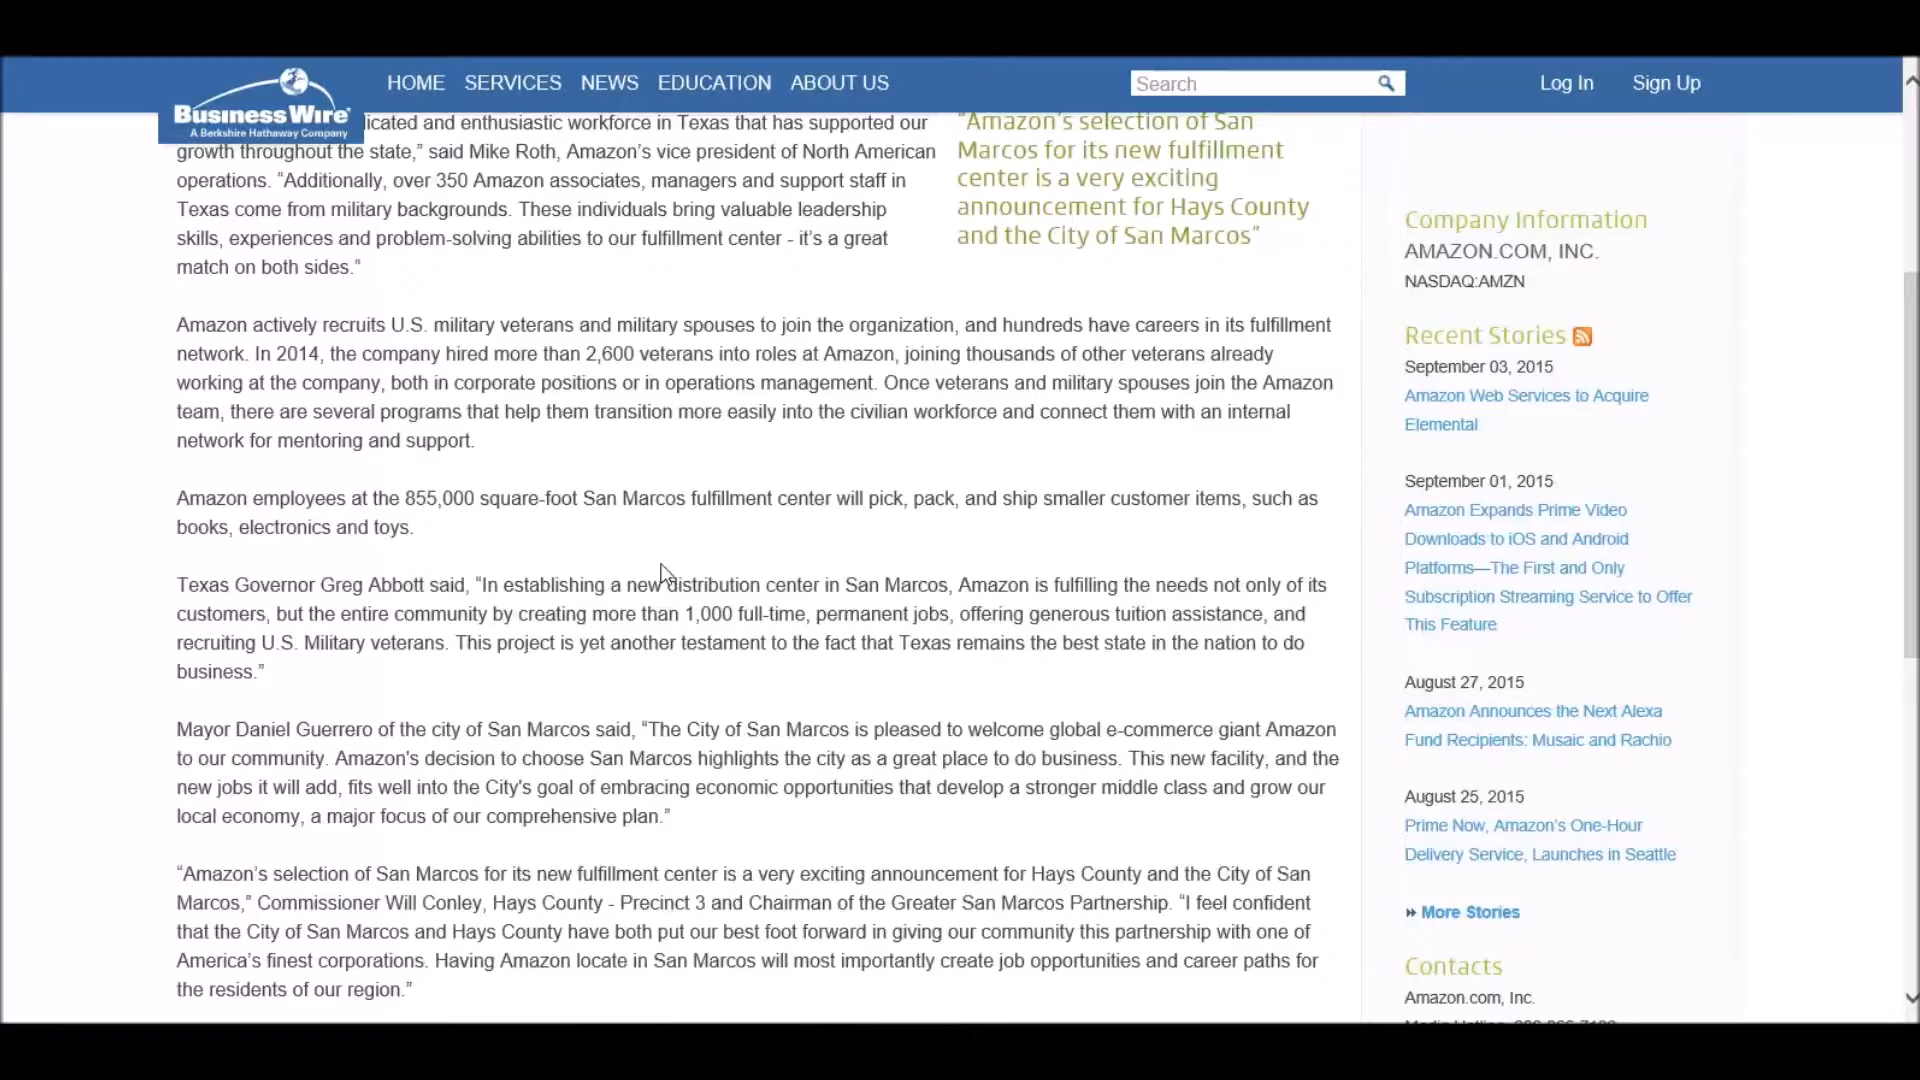 HOME SERVICES NEWS EDUCATION ABOUT US
Search
Log In Sign Up
BusinessWire
A Berkshire Hathaway Company
licated and enthusiastic workforce in Texas that has supported our
growth throughout the state,” said Mike Roth, Amazon’s vice president of North American
operations. “Additionally, over 350 Amazon associates, managers and support staff in
Texas come from military backgrounds. These individuals bring valuable leadership
skills, experiences and problem-solving abilities to our fulfillment center - it’s a great
match on both sides.”
“Amazon’s selection of San
Marcos for its new fulfillment
center is a very exciting
announcement for Hays County
and the City of San Marcos”
Amazon actively recruits U.S. military veterans and military spouses to join the organization, and hundreds have careers in its fulfillment
network. In 2014, the company hired more than 2,600 veterans into roles at Amazon, joining thousands of other veterans already
working at the company, both in corporate positions or in operations management. Once veterans and military spouses join the Amazon
team, there are several programs that help them transition more easily into the civilian workforce and connect them with an internal
network for mentoring and support.
Amazon employees at the 855,000 square-foot San Marcos fulfillment center will pick, pack, and ship smaller customer items, such as
books, electronics and toys.
Texas Governor Greg Abbott said, “In establishing a new distribution center in San Marcos, Amazon is fulfilling the needs not only of its
customers, but the entire community by creating more than 1,000 full-time, permanent jobs, offering generous tuition assistance, and
recruiting U.S. Military veterans. This project is yet another testament to the fact that Texas remains the best state in the nation to do
business.”
Mayor Daniel Guerrero of the city of San Marcos said, “The City of San Marcos is pleased to welcome global e-commerce giant Amazon
to our community. Amazon's decision to choose San Marcos highlights the city as a great place to do business. This new facility, and the
new jobs it will add, fits well into the City's goal of embracing economic opportunities that develop a stronger middle class and grow our
local economy, a major focus of our comprehensive plan.”
“Amazon’s selection of San Marcos for its new fulfillment center is a very exciting announcement for Hays County and the City of San
Marcos,” Commissioner Will Conley, Hays County - Precinct 3 and Chairman of the Greater San Marcos Partnership. “I feel confident
that the City of San Marcos and Hays County have both put our best foot forward in giving our community this partnership with one of
America’s finest corporations. Having Amazon locate in San Marcos will most importantly create job opportunities and career paths for
the residents of our region.”
Company Information
AMAZON.COM, INC.
NASDAQ:AMZN
Recent Stories
September 03, 2015
Amazon Web Services to Acquire
Elemental
September 01, 2015
Amazon Expands Prime Video
Downloads to iOS and Android
Platforms—The First and Only
Subscription Streaming Service to Offer
This Feature
August 27, 2015
Amazon Announces the Next Alexa
Fund Recipients: Musaic and Rachio
August 25, 2015
Prime Now, Amazon’s One-Hour
Delivery Service, Launches in Seattle
More Stories
Contacts
Amazon.com, Inc.